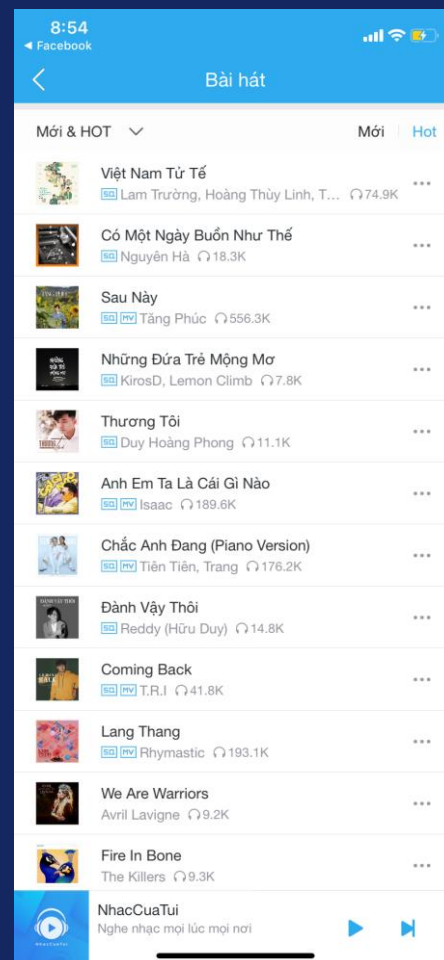 8:54
◀ Facebook
Bài hát
Mới & HOT
Mới
Hot
Việt Nam Tử Tế
SQ Lam Trường, Hoàng Thùy Linh, T... 74.9K
Có Một Ngày Buồn Như Thế
SQ Nguyên Hà 18.3K
Sau Này
SQ MV Tăng Phúc 556.3K
Những Đứa Trẻ Mộng Mơ
SQ KirosD, Lemon Climb 7.8K
Thương Tôi
SQ Duy Hoàng Phong 11.1K
Anh Em Ta Là Cái Gì Nào
SQ MV Isaac 189.6K
Chắc Anh Đang (Piano Version)
SQ MV Tiên Tiên, Trang 176.2K
Đành Vậy Thôi
SQ Reddy (Hữu Duy) 14.8K
Coming Back
SQ MV T.R.I 41.8K
Lang Thang
SQ MV Rhymastic 193.1K
We Are Warriors
Avril Lavigne 9.2K
Fire In Bone
The Killers 9.3K
NhacCuaTui
NhacCuaTui
Nghe nhạc mọi lúc mọi nơi